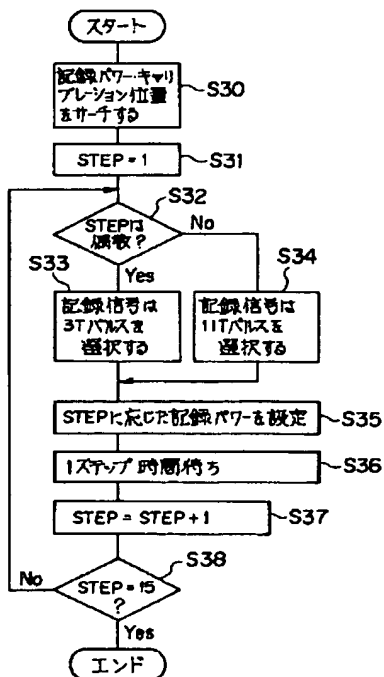 スタート
記録パワー・キャリ
ブレーション位置
をサーチする
S30
STEP = 1
S31
S32
STEPは
偶数?
No
Yes
S33
S34
記録信号は
3Tパルスを
選択する
記録信号は
11Tパルスを
選択する
STEPに応じた記録パワーを設定
S35
1ステップ時間待ち
S36
STEP = STEP+1
S37
S38
No
STEP = 15
?
Yes
エンド